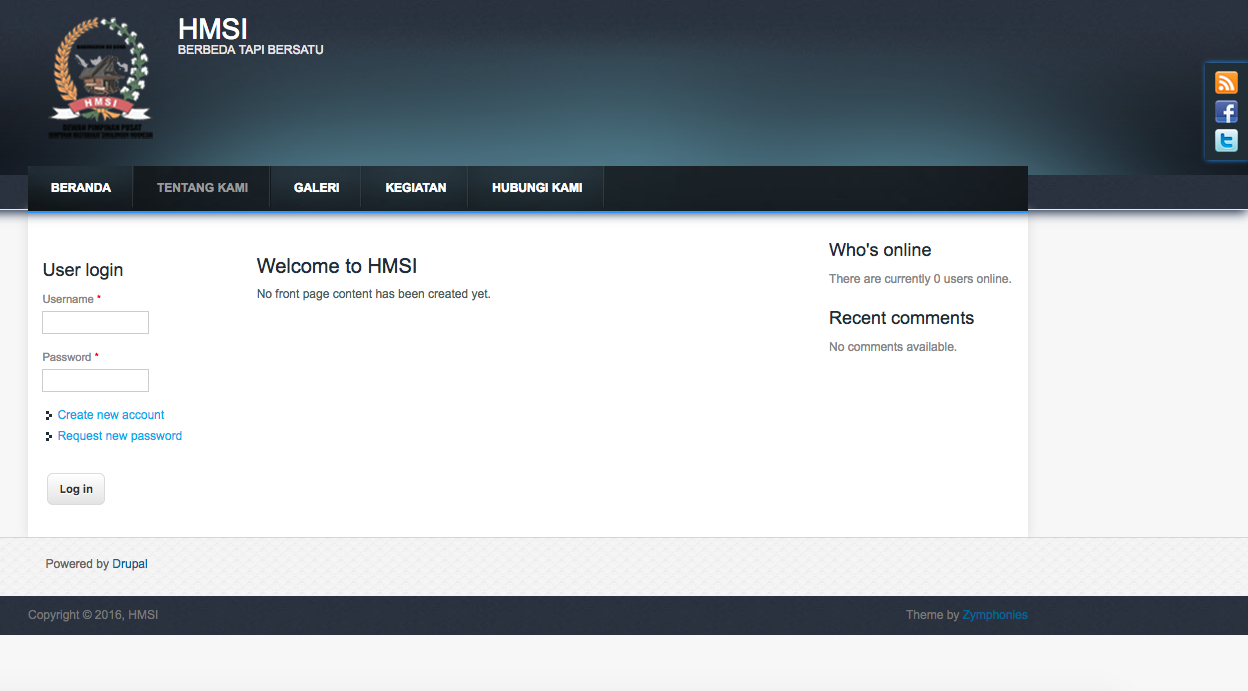 HMSI
BERBEDA TAPI BERSATU
HMSI
DEWAN PIMPINAN PUSAT
BERANDA
TENTANG KAMI
GALERI
KEGIATAN
HUBUNGI KAMI
User login
Username *
Password *
Create new account
Request new password
Log in
Welcome to HMSI
No front page content has been created yet.
Who's online
There are currently 0 users online.
Recent comments
No comments available.
Powered by Drupal
Copyright © 2016, HMSI
Theme by Zymphonies